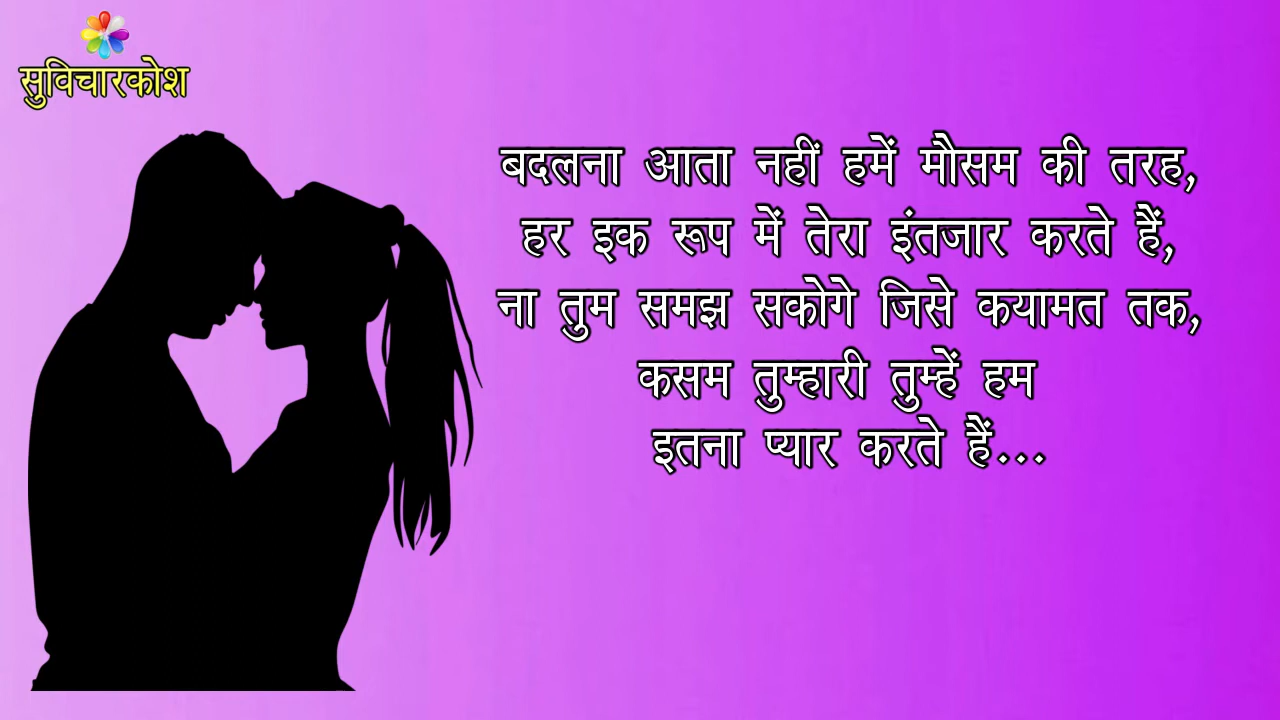 सुविचारकोश
बदलना आता नहीं हमें मौसम की तरह,
हर इक रूप में तेरा इंतजार करते हैं,
ना तुम समझ सकोगे जिसे कयामत तक,
कसम तुम्हारी तुम्हें हम
इतना प्यार करते हैं...